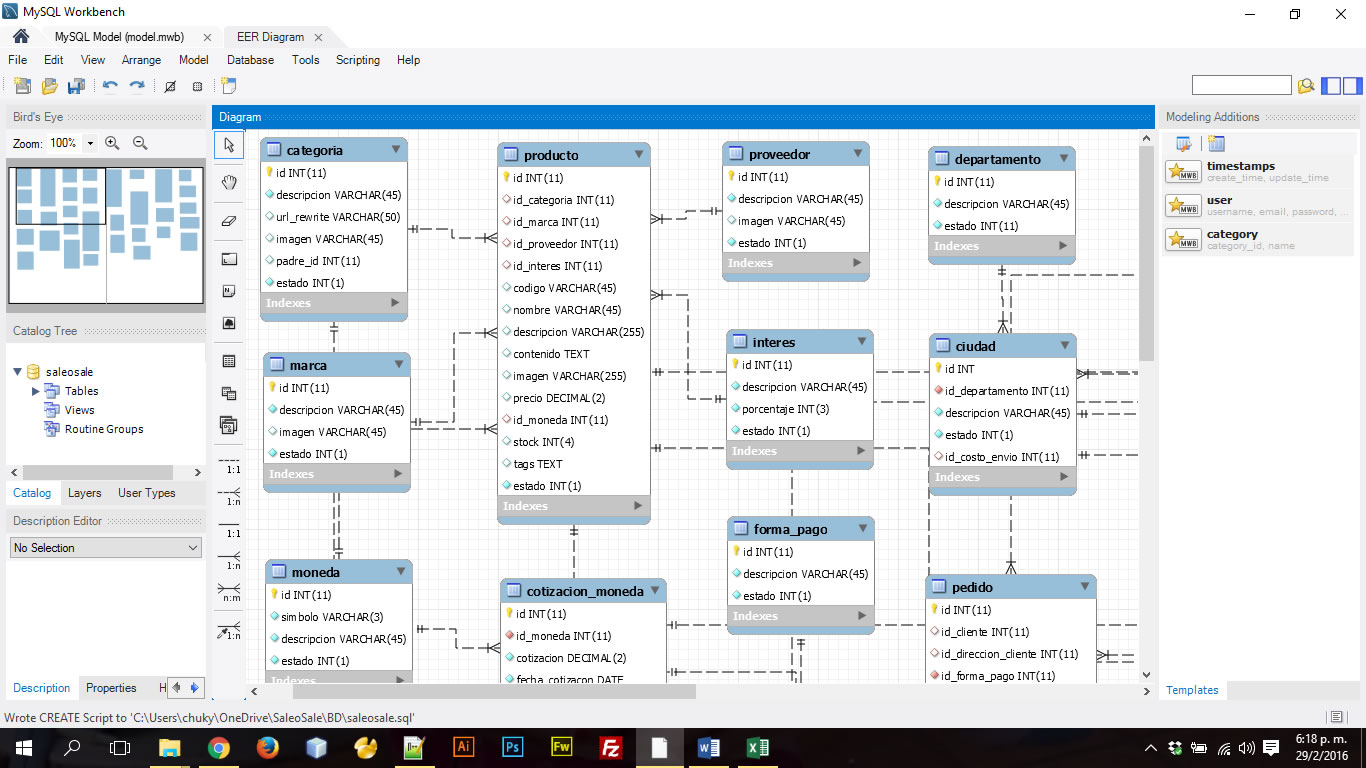 MySQL Workbench
MySQL Model (model.mwb)
EER Diagram
File Edit View Arrange Model Database Tools Scripting Help
Bird's Eye
Zoom: 100%
Catalog Tree
saleosale
Tables
Views
Routine Groups
Catalog Layers User Types
Description Editor
No Selection
Description Properties H
Diagram
1:1
1:n
1:1
1:n
n:m
1:n
categoria
id INT(11)
descripcion VARCHAR(45)
url_rewrite VARCHAR(50)
imagen VARCHAR(45)
padre_id INT(11)
estado INT(1)
Indexes
marca
id INT(11)
descripcion VARCHAR(45)
imagen VARCHAR(45)
estado INT(1)
Indexes
moneda
id INT(11)
simbolo VARCHAR(3)
descripcion VARCHAR(45)
estado INT(1)
Indexes
producto
id INT(11)
id_categoria INT(11)
id_marca INT(11)
id_proveedor INT(11)
id_interes INT(11)
codigo VARCHAR(45)
nombre VARCHAR(45)
descripcion VARCHAR(255)
contenido TEXT
imagen VARCHAR(255)
precio DECIMAL(2)
id_moneda INT(11)
stock INT(4)
tags TEXT
estado INT(1)
Indexes
cotizacion_moneda
id INT(11)
id_moneda INT(11)
cotizacion DECIMAL(2)
fecha_cotizacon DATE
proveedor
id INT(11)
descripcion VARCHAR(45)
imagen VARCHAR(45)
estado INT(1)
Indexes
interes
id INT(11)
descripcion VARCHAR(45)
porcentaje INT(3)
estado INT(1)
Indexes
forma_pago
id INT(11)
descripcion VARCHAR(45)
estado INT(1)
Indexes
departamento
id INT(11)
descripcion VARCHAR(45)
estado INT(11)
Indexes
ciudad
id INT
id_departamento INT(11)
descripcion VARCHAR(45)
estado INT(1)
id_costo_envio INT(11)
Indexes
pedido
id INT(11)
id_cliente INT(11)
id_direccion_cliente INT(11)
id_forma_pago INT(11)
Modeling Additions
MWB
timestamps
create_time, update_time
MWB
user
username, email, password, ...
MWB
category
category_id, name
Templates
Wrote CREATE Script to 'C:\Users\chuky\OneDrive\SaleoSale\BD\saleosale.sql'
Ai
Ps
Fw
Fz
6:18 p. m.
29/2/2016